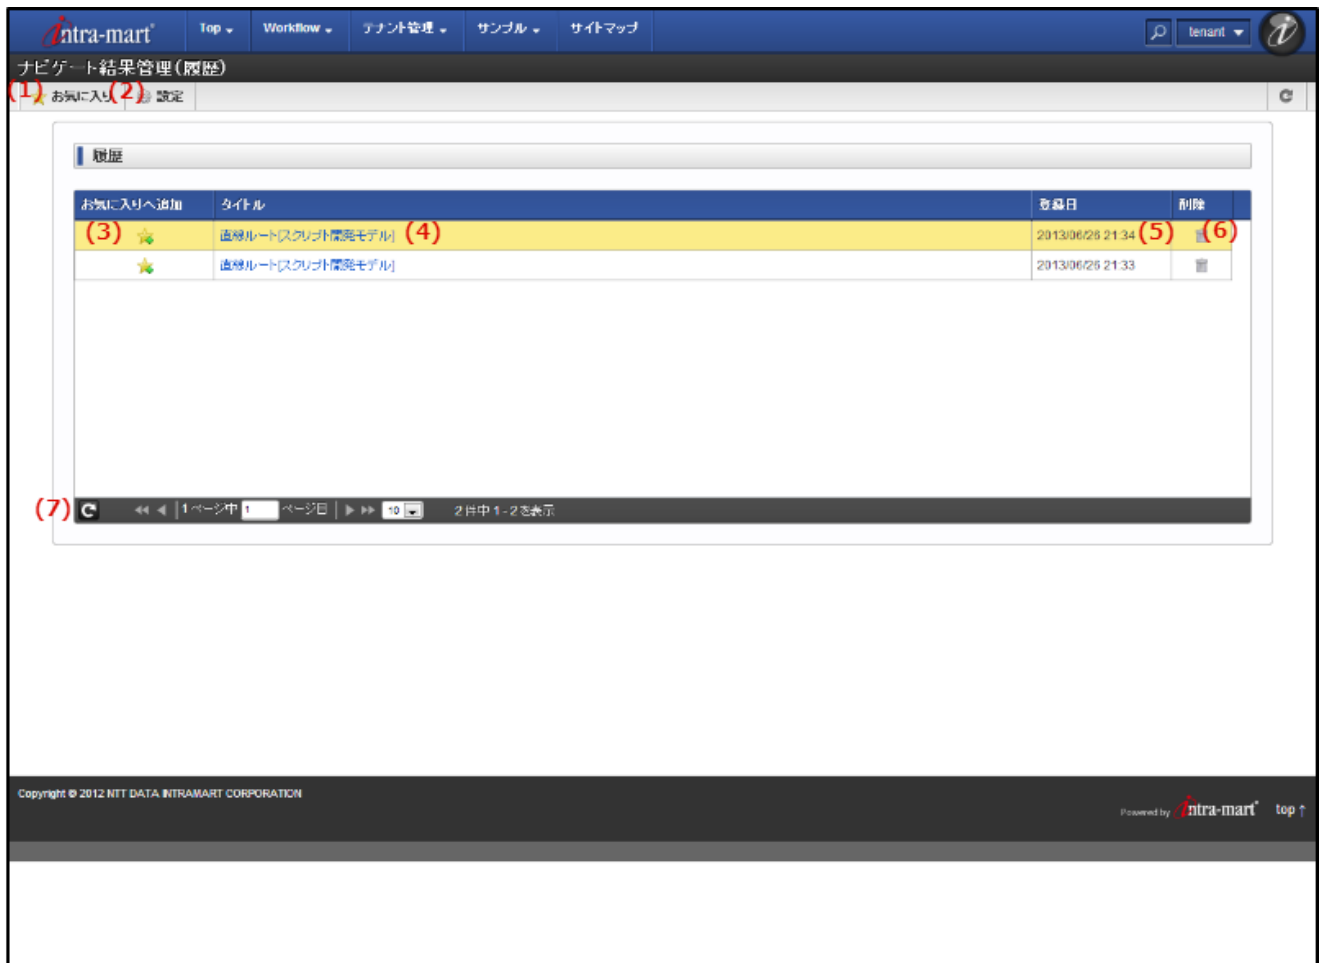 intra-mart Top Workflow テナント管理 サンプル サイトマップ tenant
ナビゲート結果管理(履歴)
(1) お気に入り (2) 設定
履歴
お気に入りへ追加 タイトル 登録日 削除
(3) 直線ルート[スクリプト開発モデル] (4) 2013/06/26 21:34 (5) (6)
直線ルート[スクリプト開発モデル] 2013/06/26 21:33
(7) 1 ページ中 1 ページ目 10 2 件中 1 - 2 を表示
Copyright © 2012 NTT DATA INTRAMART CORPORATION
Powered by intra-mart top ↑